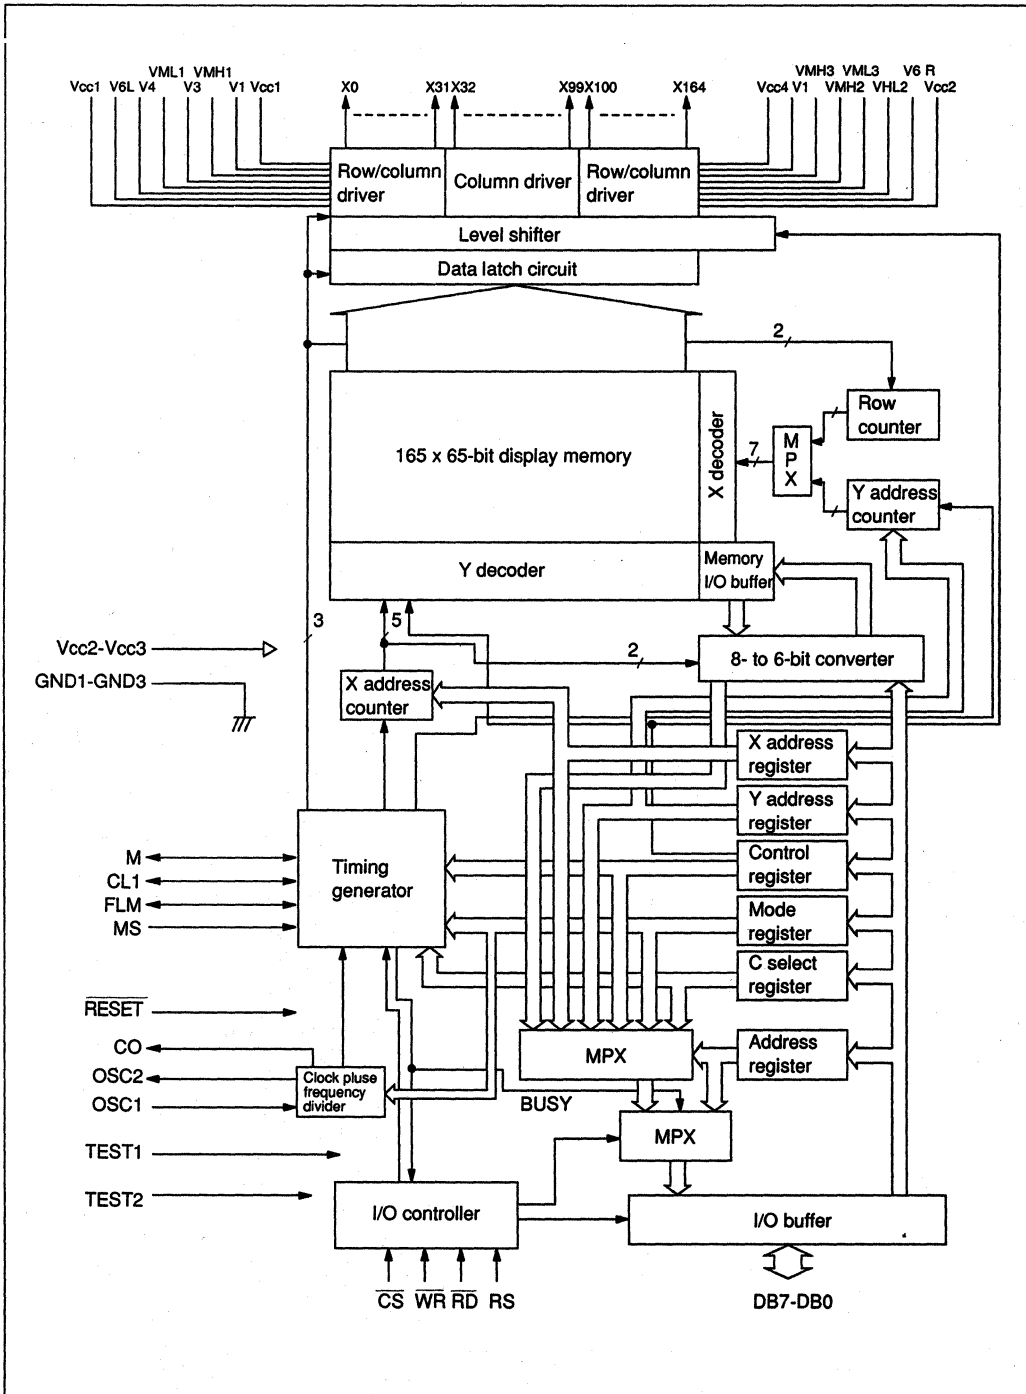 VML1 VMH1 VMH3 VML3 V6 R
Vcc1 V6L V4 V3 V1 Vcc1 X0 X31 X32 X99 X100 X164 Vcc4 V1 VMH2 VHL2 Vcc2
Row/column
driver
Column driver
Row/column
driver
Level shifter
Data latch circuit
2
165 x 65-bit display memory
X decoder
7
MPX
Row
counter
Y address
counter
Y decoder
Memory
I/O buffer
3
5
2
Vcc2-Vcc3
GND1-GND3
8- to 6-bit converter
X address
counter
X address
register
Y address
register
Control
register
Mode
register
C select
register
Timing
generator
M
CL1
FLM
MS
RESET
CO
OSC2
OSC1
Clock pluse
frequency
divider
MPX
Address
register
BUSY
MPX
TEST1
TEST2
I/O controller
I/O buffer
CS WR RD RS
DB7-DB0